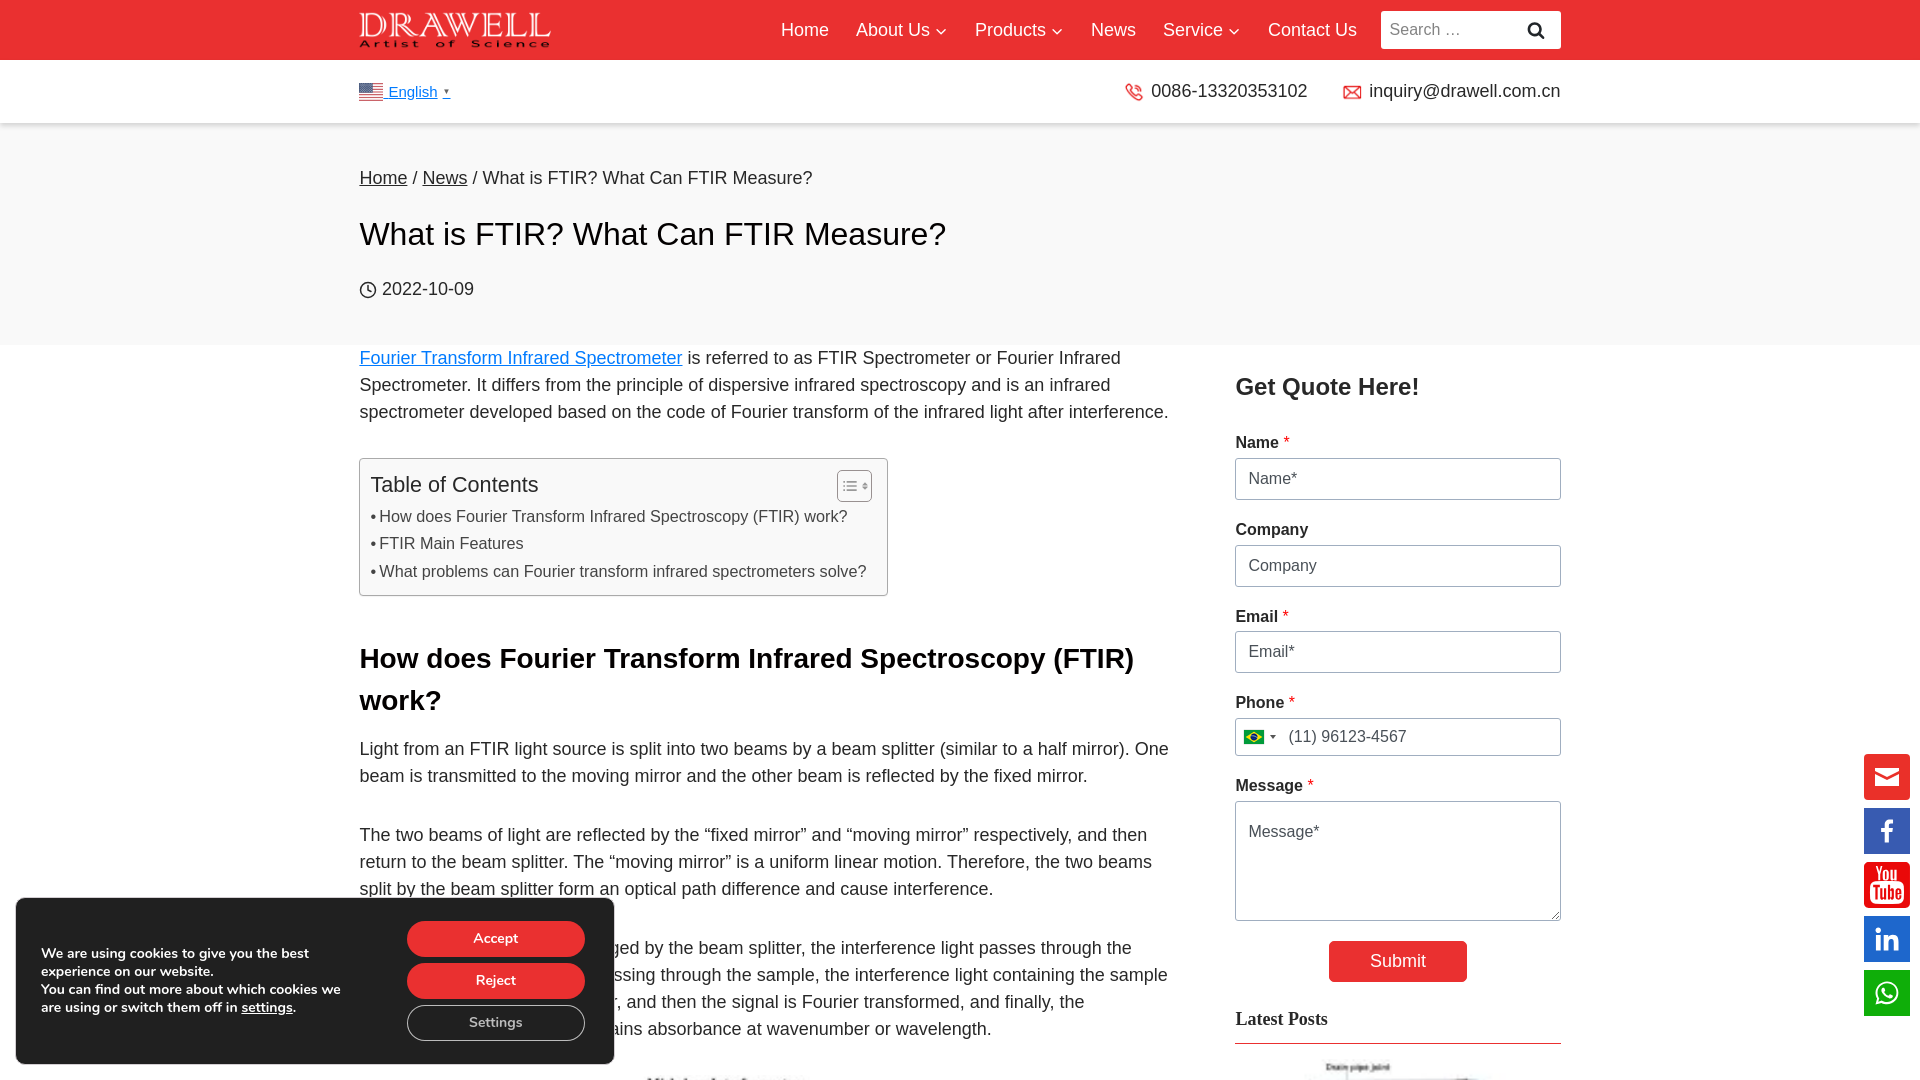 DRAWELL
Artist of Science
Home
About Us
Products
News
Service
Contact Us
Search …
English ▼
0086-13320353102
inquiry@drawell.com.cn
Home / News / What is FTIR? What Can FTIR Measure?
What is FTIR? What Can FTIR Measure?
2022-10-09
Fourier Transform Infrared Spectrometer is referred to as FTIR Spectrometer or Fourier Infrared
Spectrometer. It differs from the principle of dispersive infrared spectroscopy and is an infrared
spectrometer developed based on the code of Fourier transform of the infrared light after interference.
Table of Contents
• How does Fourier Transform Infrared Spectroscopy (FTIR) work?
• FTIR Main Features
• What problems can Fourier transform infrared spectrometers solve?
How does Fourier Transform Infrared Spectroscopy (FTIR)
work?
Light from an FTIR light source is split into two beams by a beam splitter (similar to a half mirror). One
beam is transmitted to the moving mirror and the other beam is reflected by the fixed mirror.
The two beams of light are reflected by the “fixed mirror” and “moving mirror” respectively, and then
return to the beam splitter. The “moving mirror” is a uniform linear motion. Therefore, the two beams
split by the beam splitter form an optical path difference and cause interference.
by the beam splitter, the interference light passes through the
through the sample, the interference light containing the sample
and then the signal is Fourier transformed, and finally, the
absorbance at wavenumber or wavelength.
Get Quote Here!
Name *
Name*
Company
Company
Email *
Email*
Phone *
(11) 96123-4567
Message *
Message*
Submit
Latest Posts
Drain pipe joint
You
Tube
in
We are using cookies to give you the best
experience on our website.
You can find out more about which cookies we
are using or switch them off in settings.
Accept
Reject
Settings